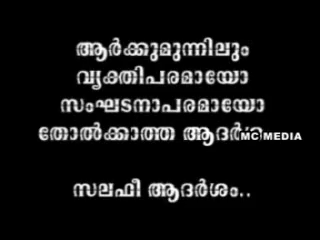 ആർക്കുമുന്നിലും
വ്യക്തിപരമായോ
സംഘടനാപരമായോ
തോൽക്കാത്ത
MC MEDIA
സലഫീ ആദർശം..